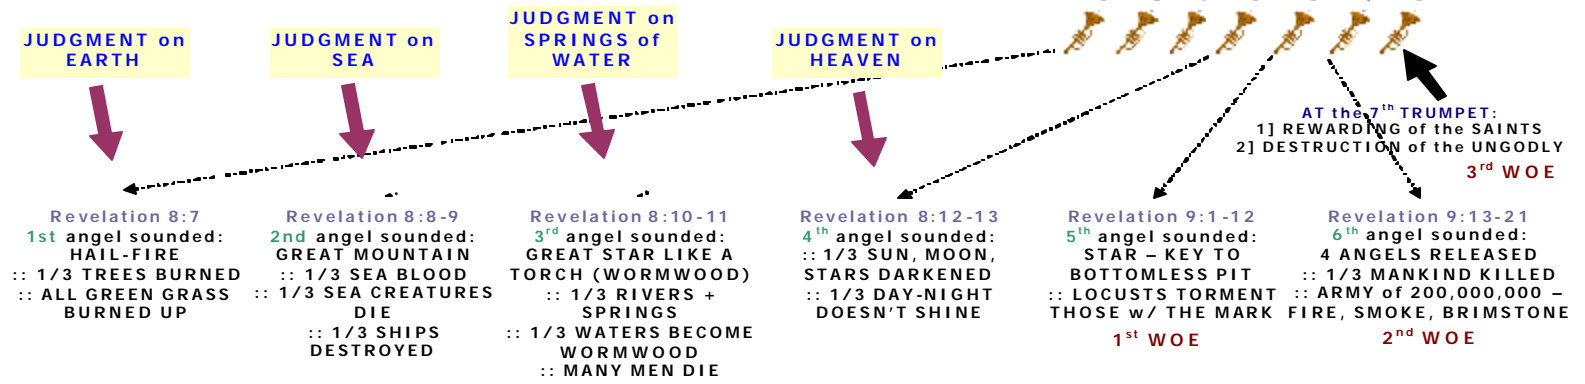 JUDGMENT on
EARTH
JUDGMENT on
SEA
JUDGMENT on
SPRINGS of
WATER
JUDGMENT on
HEAVEN
AT the 7th TRUMPET:
1] REWARDING of the SAINTS
2] DESTRUCTION of the UNGODLY
3rd WOE
Revelation 8:7
1st angel sounded:
HAIL-FIRE
:: 1/3 TREES BURNED
:: ALL GREEN GRASS
BURNED UP
Revelation 8:8-9
2nd angel sounded:
GREAT MOUNTAIN
:: 1/3 SEA BLOOD
:: 1/3 SEA CREATURES
DIE
:: 1/3 SHIPS
DESTROYED
Revelation 8:10-11
3rd angel sounded:
GREAT STAR LIKE A
TORCH (WORMWOOD)
:: 1/3 RIVERS +
SPRINGS
:: 1/3 WATERS BECOME
WORMWOOD
:: MANY MEN DIE
Revelation 8:12-13
4th angel sounded:
:: 1/3 SUN, MOON,
STARS DARKENED
:: 1/3 DAY-NIGHT
DOESN'T SHINE
Revelation 9:1-12
5th angel sounded:
STAR – KEY TO
BOTTOMLESS PIT
:: LOCUSTS TORMENT
THOSE w/ THE MARK
1st WOE
Revelation 9:13-21
6th angel sounded:
4 ANGELS RELEASED
:: 1/3 MANKIND KILLED
:: ARMY of 200,000,000 –
FIRE, SMOKE, BRIMSTONE
2nd WOE